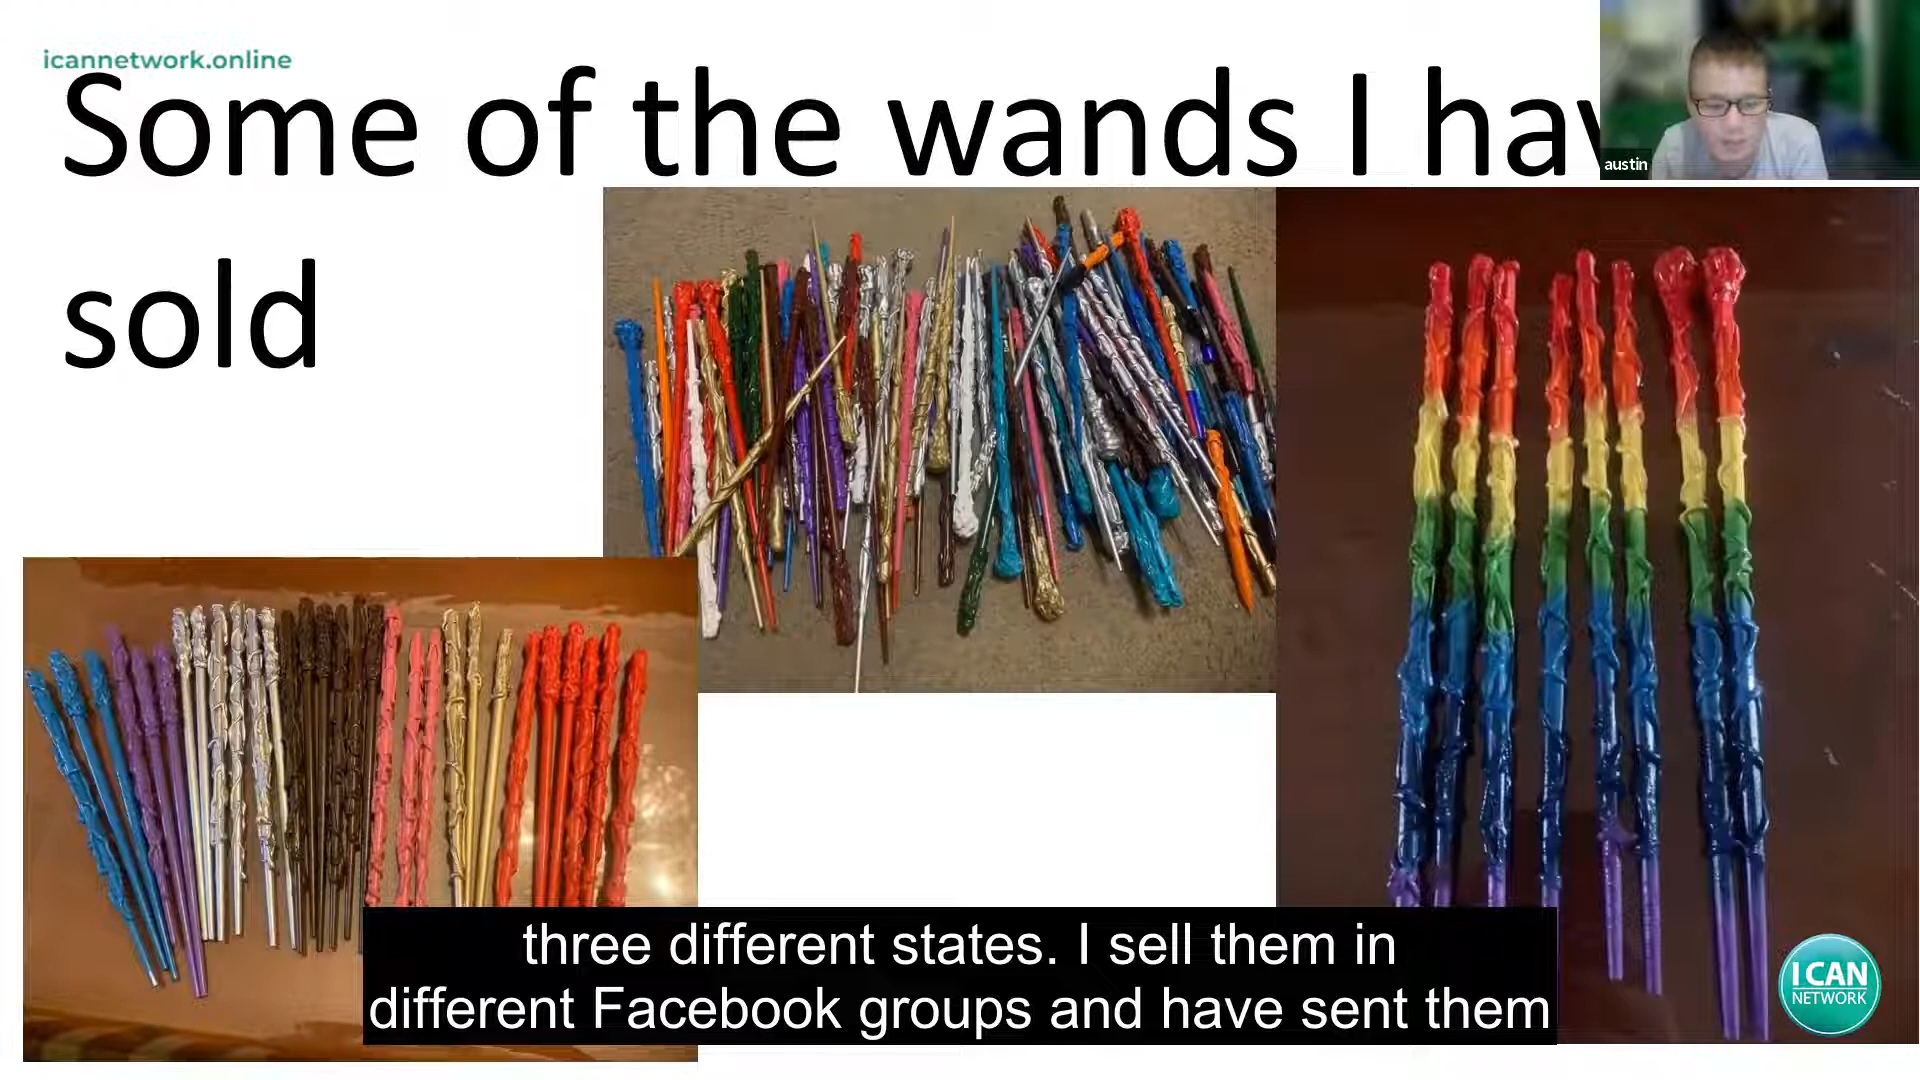 icannetwork.online
Some of the wands I hav
sold
austin
three different states. I sell them in
different Facebook groups and have sent them
I CAN
NETWORK